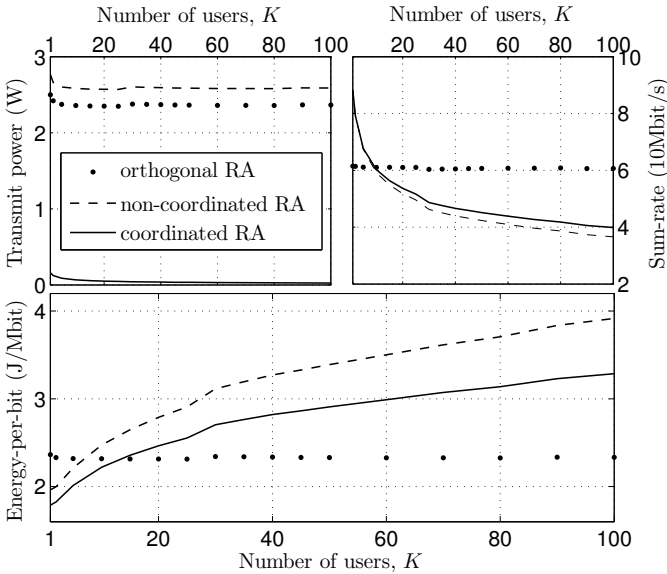 Number of users, K
1 20 40 60 80 100
20 40 60 80 100
Transmit power (W)
3
2
1
0
orthogonal RA
non-coordinated RA
coordinated RA
10
8
6
4
2
Sum-rate (10Mbit/s)
Number of users, K
Energy-per-bit (J/Mbit)
4
3
2
1 20 40 60 80 100
Number of users, K